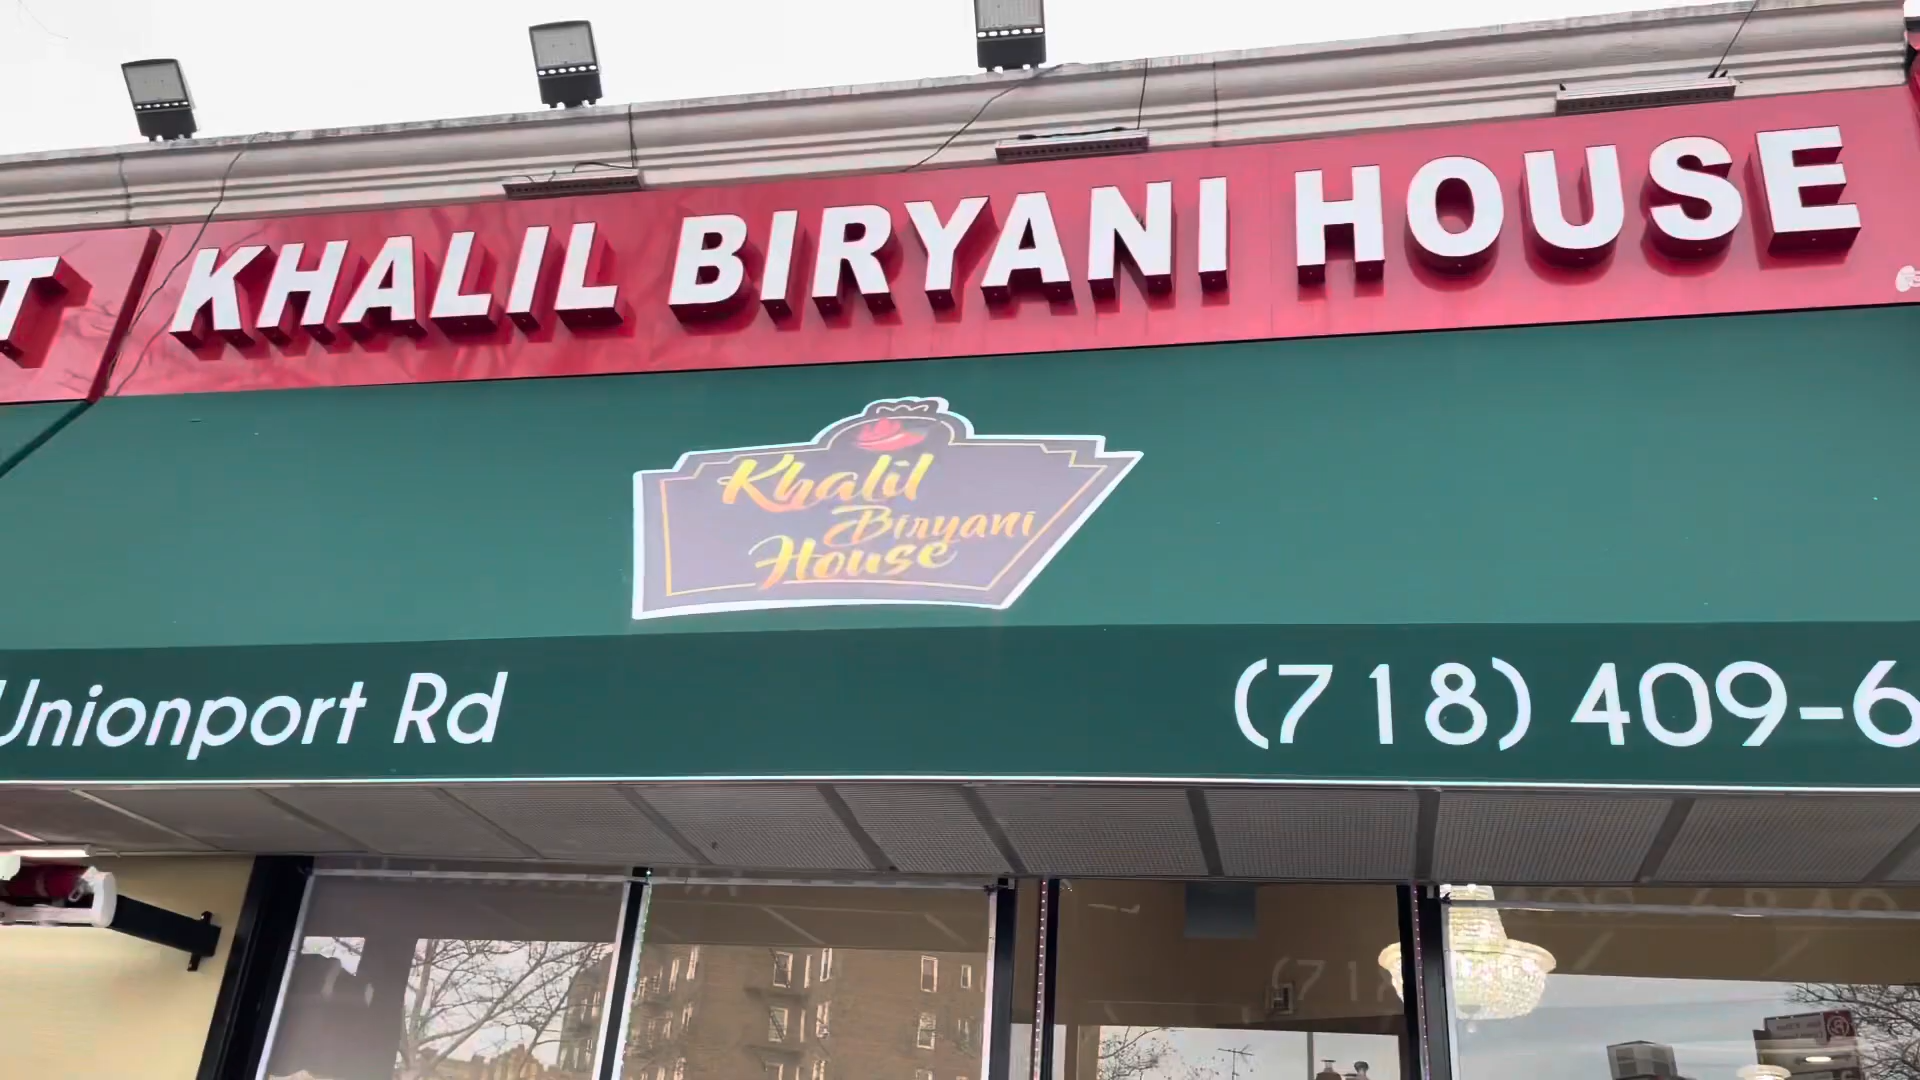 T
KHALIL BIRYANI HOUSE
Khalil
Biryani
House
Unionport Rd
(718) 409-6